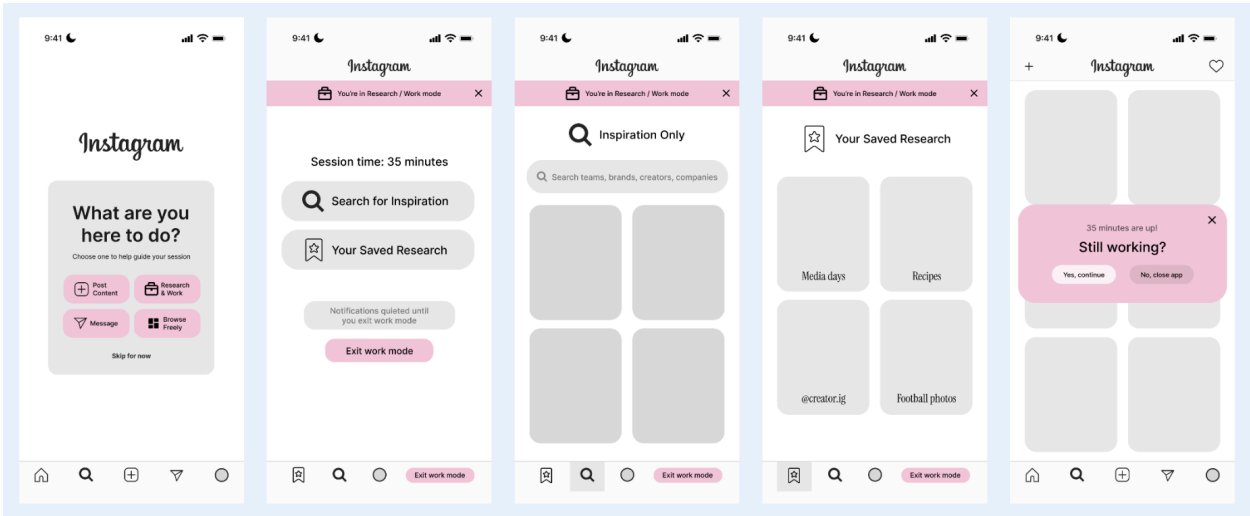 9:41
Instagram
What are you
here to do?
Choose one to help guide your session
Post
Content
Research
& Work
Message
Browse
Freely
Skip for now
9:41
Instagram
You're in Research / Work mode
Session time: 35 minutes
Search for Inspiration
Your Saved Research
Notifications quieted until
you exit work mode
Exit work mode
Exit work mode
9:41
Instagram
You're in Research / Work mode
Inspiration Only
Search teams, brands, creators, companies
Exit work mode
9:41
Instagram
You're in Research / Work mode
Your Saved Research
Media days
Recipes
@creator.ig
Football photos
Exit work mode
9:41
Instagram
35 minutes are up!
Still working?
Yes, continue
No, close app